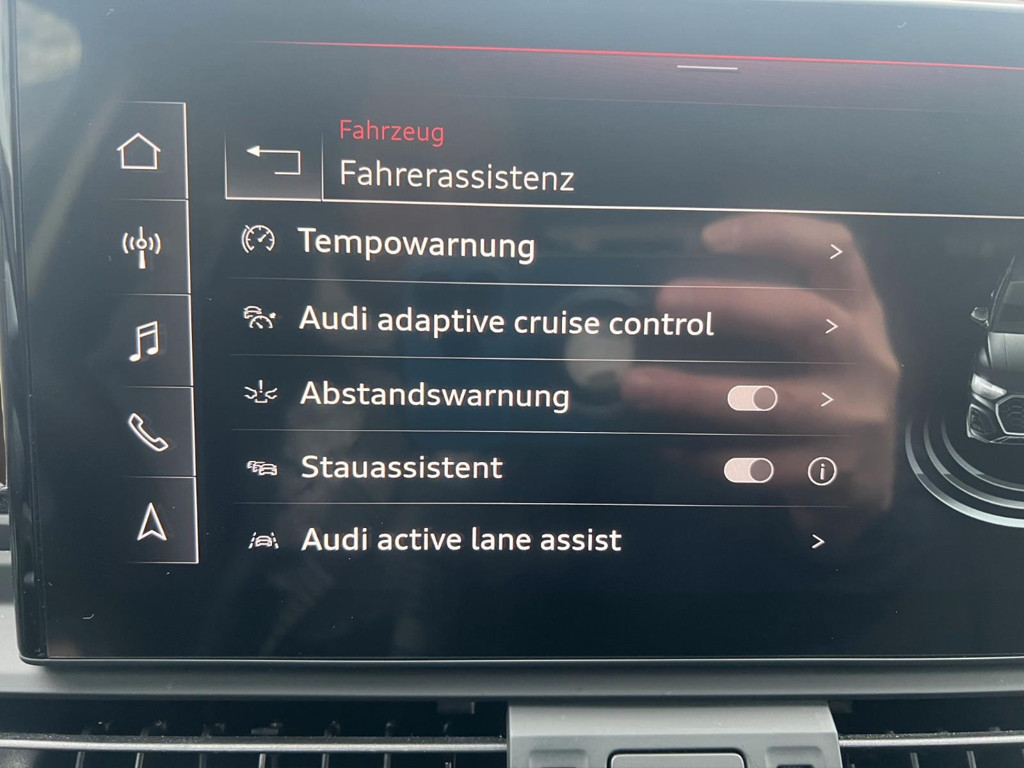 Fahrzeug
Fahrerassistenz
Tempowarnung
Audi adaptive cruise control
Abstandswarnung
Stauassistent
Audi active lane assist